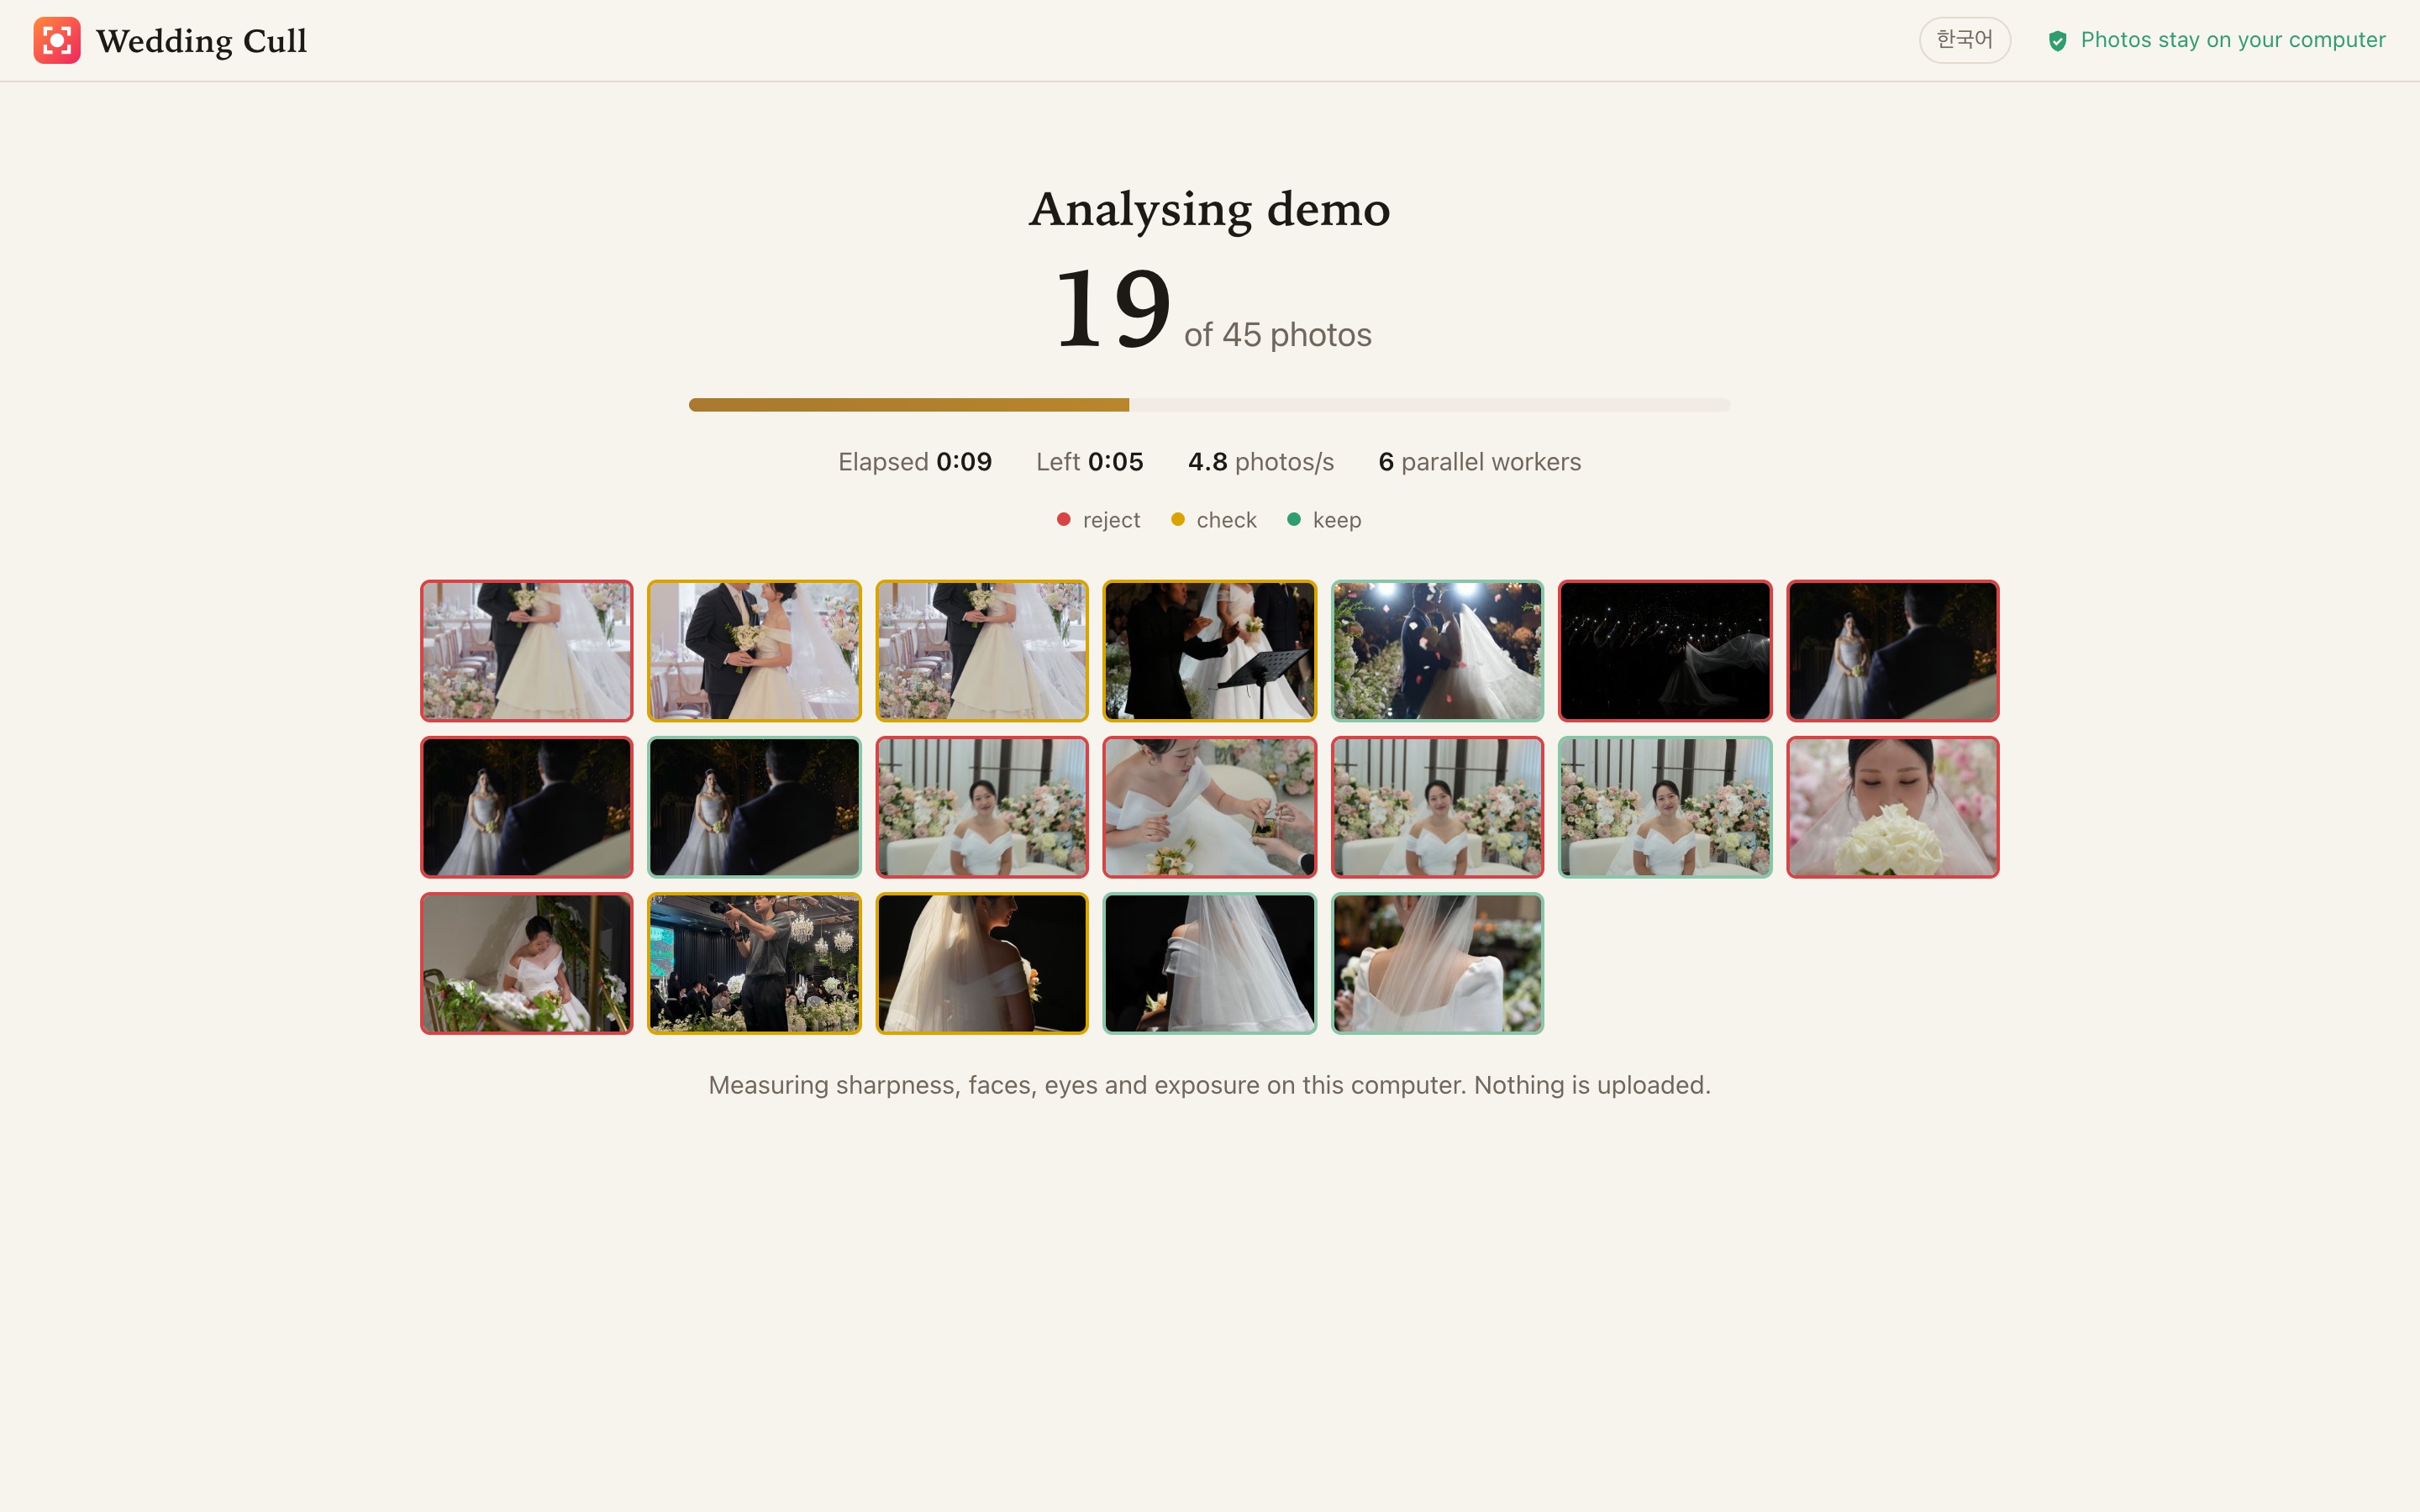 Wedding Cull
한국어
Photos stay on your computer
Analysing demo
19 of 45 photos
Elapsed 0:09 Left 0:05 4.8 photos/s 6 parallel workers
reject check keep
Measuring sharpness, faces, eyes and exposure on this computer. Nothing is uploaded.